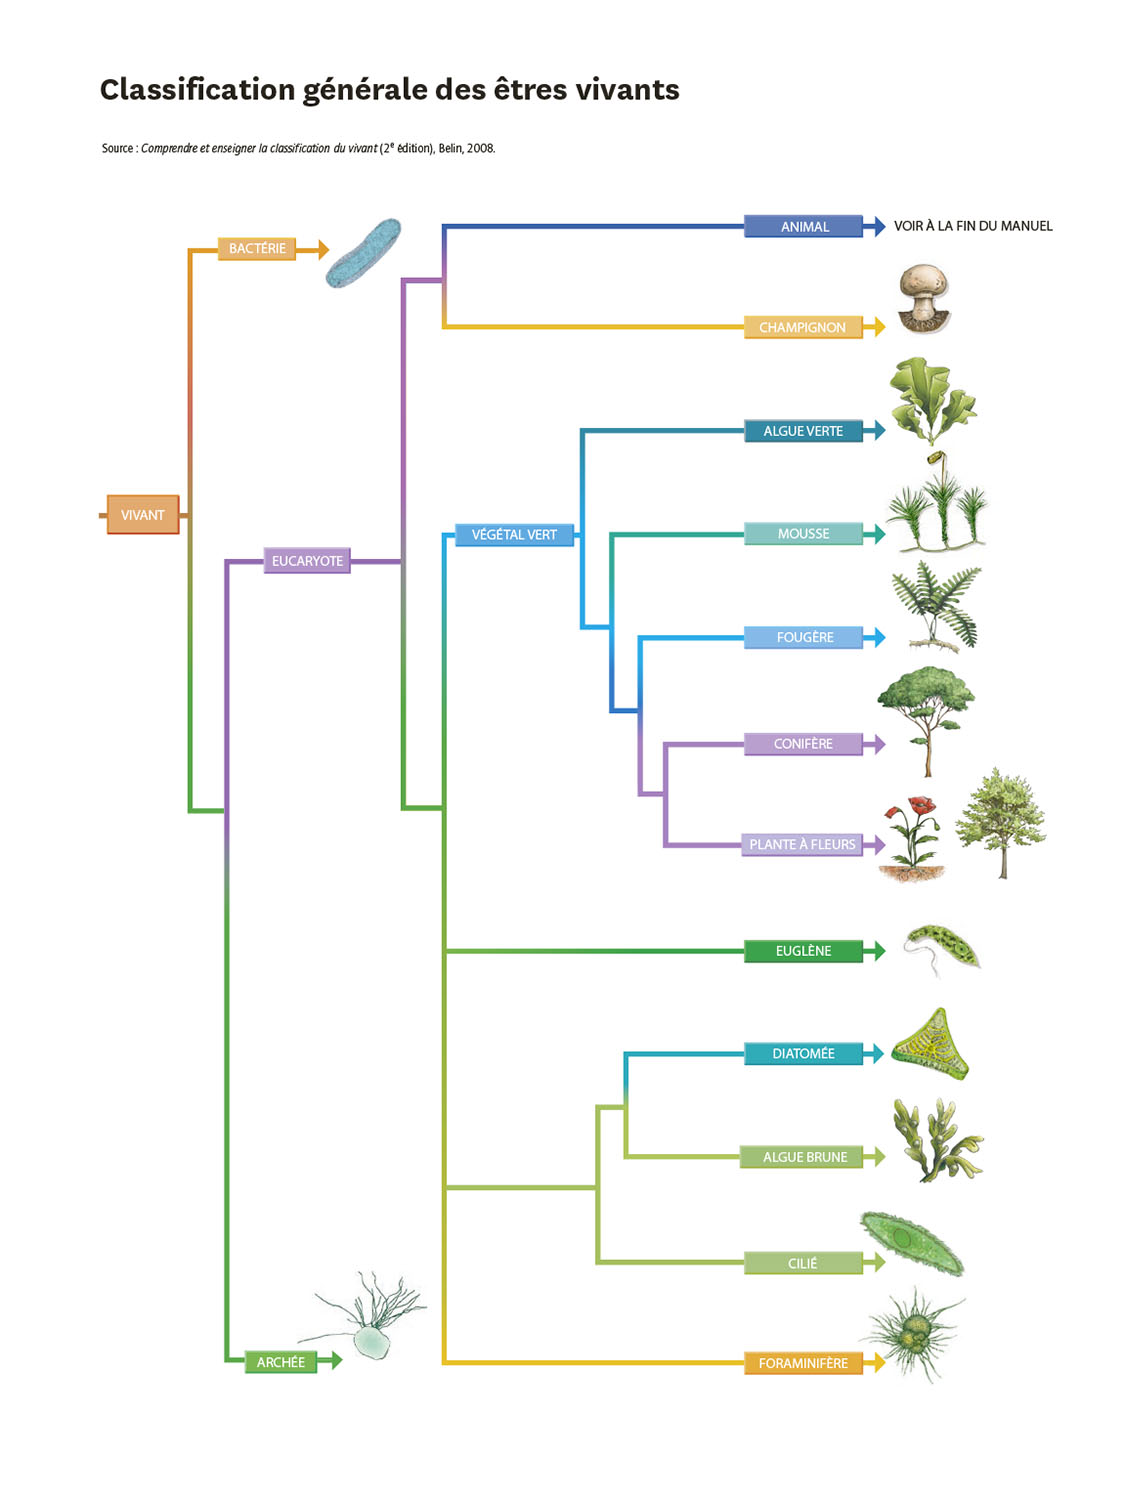 Classification générale des êtres vivants
Source : Comprendre et enseigner la classification du vivant (2e édition), Belin, 2008.
ANIMAL
VOIR À LA FIN DU MANUEL
BACTÉRIE
CHAMPIGNON
ALGUE VERTE
VIVANT
VÉGÉTAL VERT
MOUSSE
EUCARYOTE
FOUGÈRE
CONIFÈRE
PLANTE À FLEURS
EUGLÈNE
DIATOMÉE
ALGUE BRUNE
CILIÉ
ARCHÉE
FORAMINIFÈRE